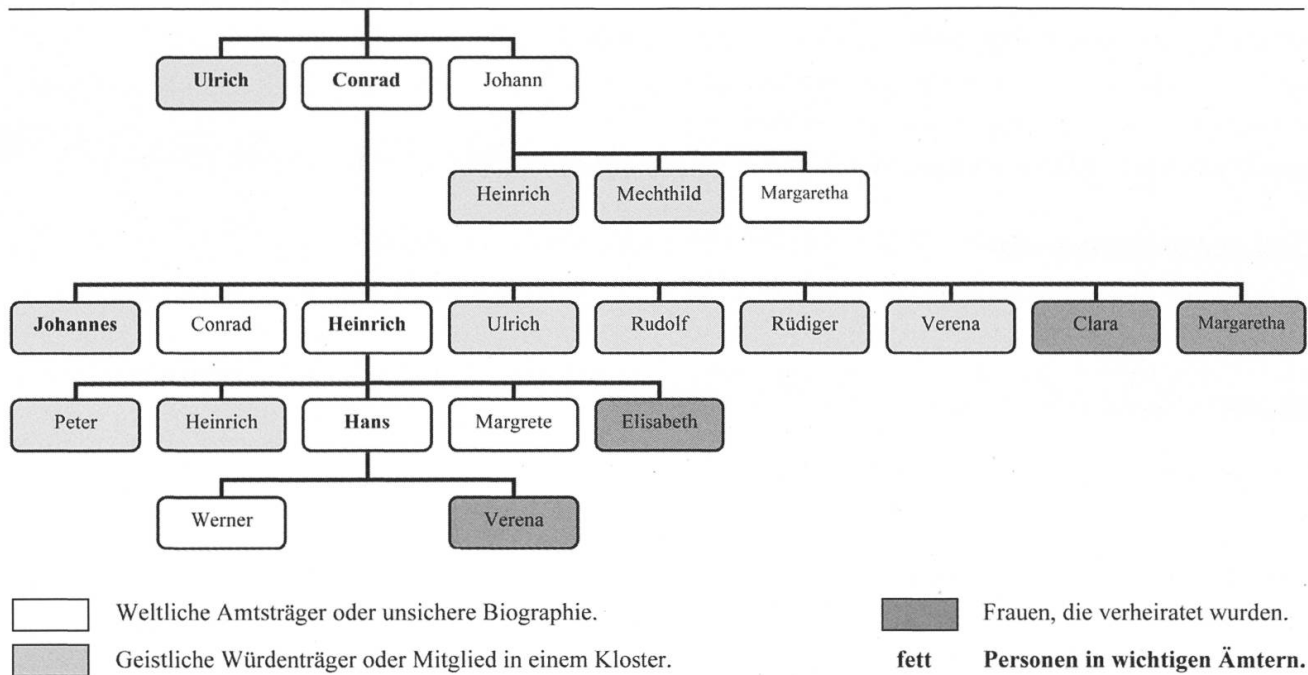 Ulrich Conrad Johann
Heinrich Mechthild Margaretha
Johannes Conrad Heinrich Ulrich Rudolf Rüdiger Verena Clara Margaretha
Peter Heinrich Hans Margrete Elisabeth
Werner Verena
Weltliche Amtsträger oder unsichere Biographie. Frauen, die verheiratet wurden.
Geistliche Würdenträger oder Mitglied in einem Kloster. fett Personen in wichtigen Ämtern.